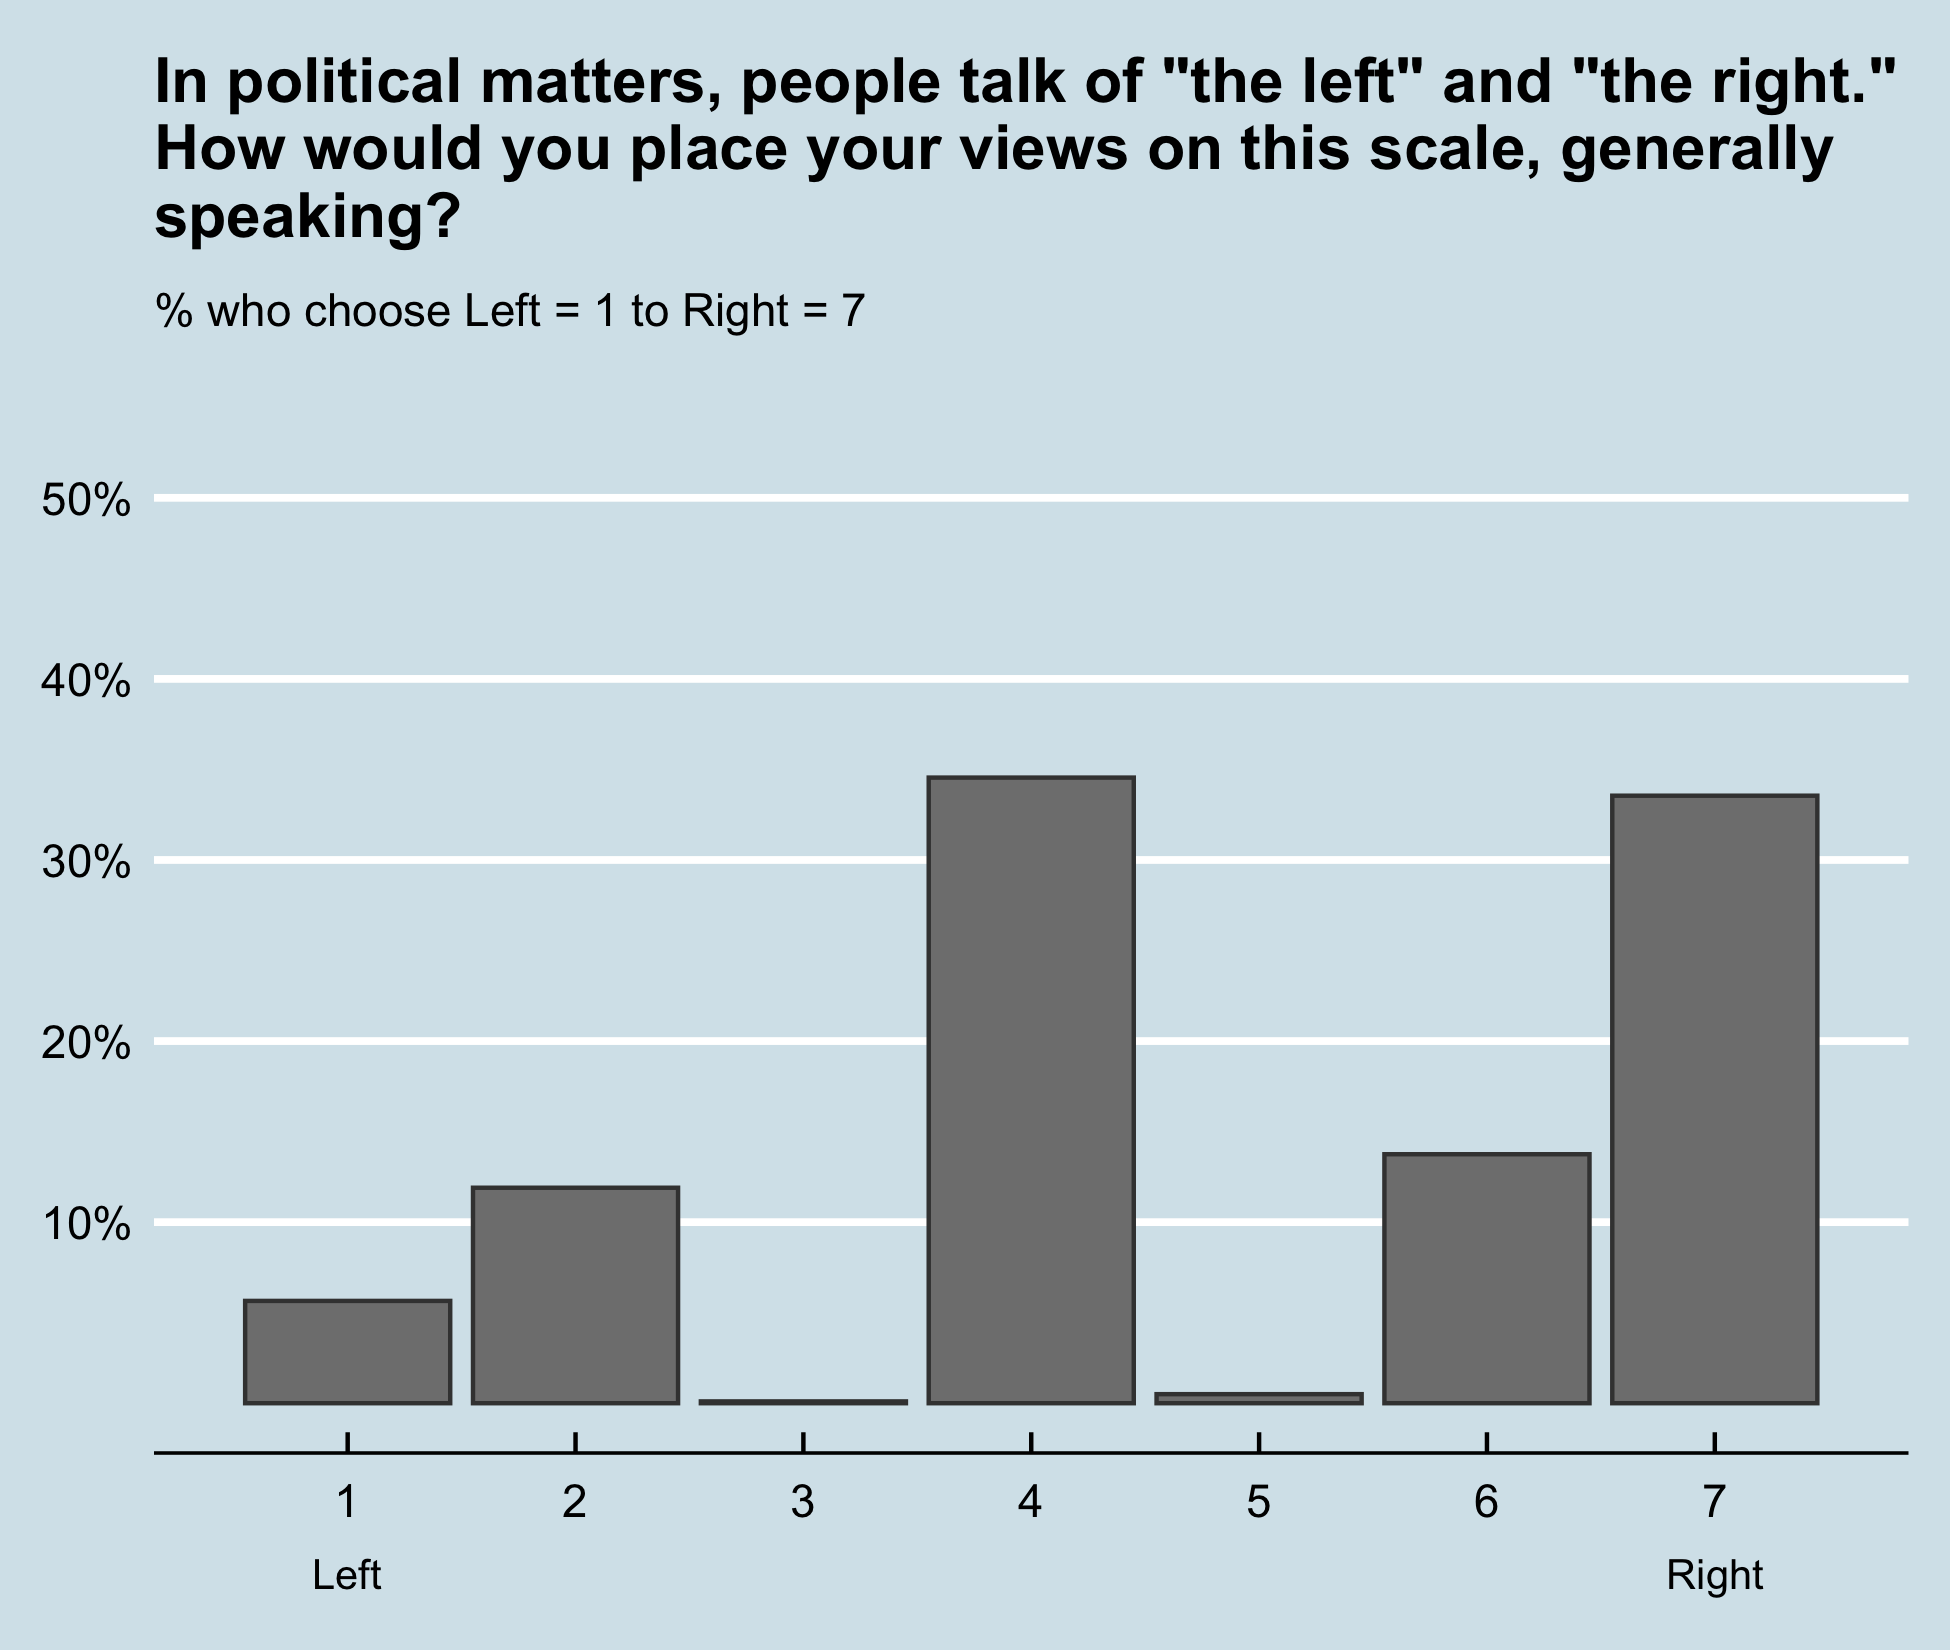 In political matters, people talk of "the left" and "the right."
How would you place your views on this scale, generally
speaking?
% who choose Left = 1 to Right = 7
50%
40%
30%
20%
10%
1 2 3 4 5 6 7
Left Right